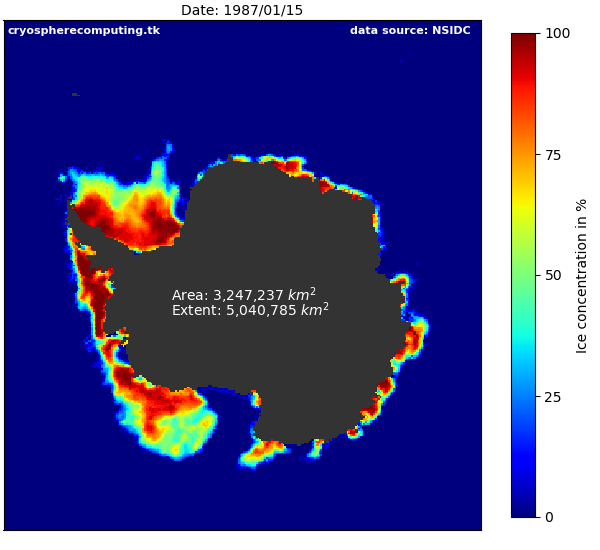 Date: 1987/01/15
cryospherecomputing.tk
data source: NSIDC
Area: 3,247,237 km²
Extent: 5,040,785 km²
100
75
50
25
0
Ice concentration in %